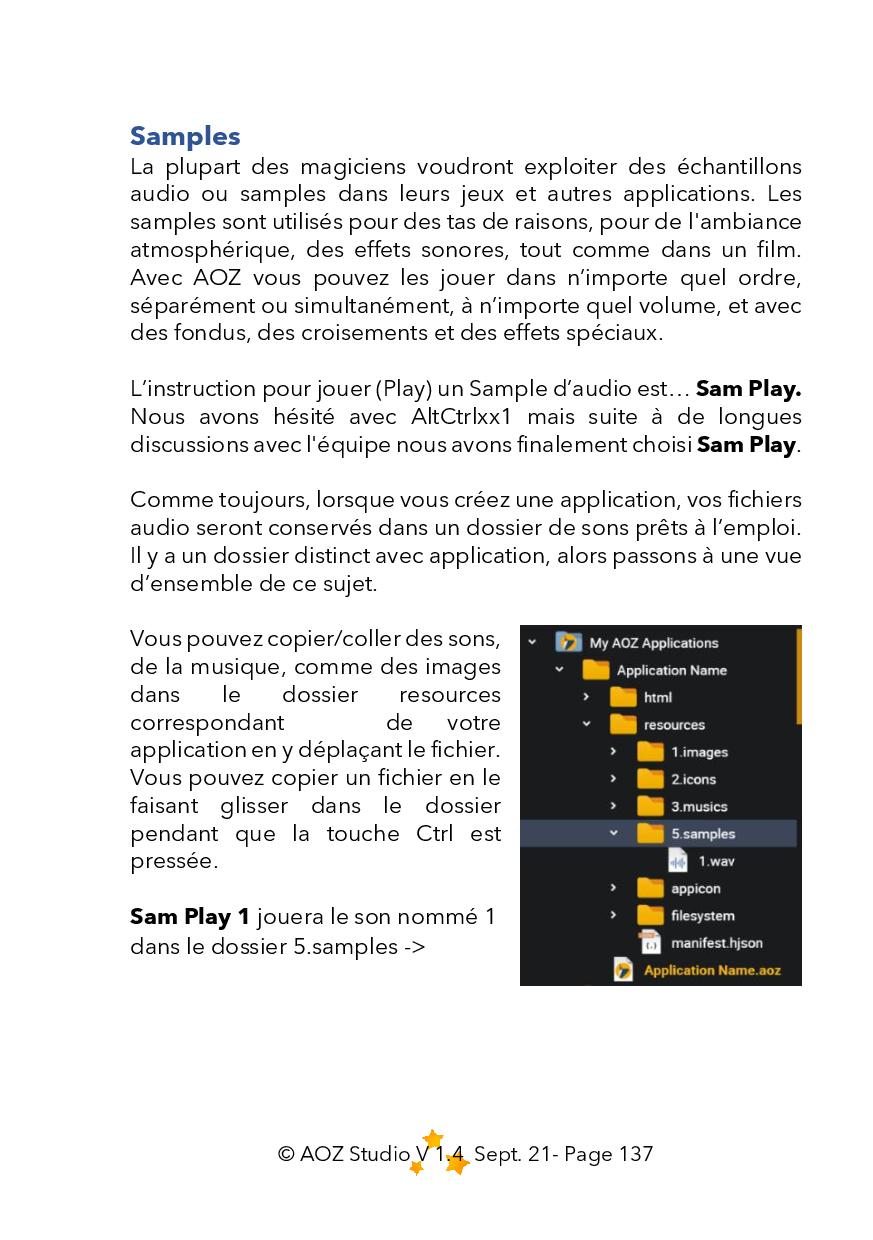 Samples
La plupart des magiciens voudront exploiter des échantillons
audio ou samples dans leurs jeux et autres applications. Les
samples sont utilisés pour des tas de raisons, pour de l'ambiance
atmosphérique, des effets sonores, tout comme dans un film.
Avec AOZ vous pouvez les jouer dans n’importe quel ordre,
séparément ou simultanément, à n’importe quel volume, et avec
des fondus, des croisements et des effets spéciaux.
L’instruction pour jouer (Play) un Sample d’audio est… Sam Play.
Nous avons hésité avec AltCtrlxx1 mais suite à de longues
discussions avec l'équipe nous avons finalement choisi Sam Play.
Comme toujours, lorsque vous créez une application, vos fichiers
audio seront conservés dans un dossier de sons prêts à l’emploi.
Il y a un dossier distinct avec application, alors passons à une vue
d’ensemble de ce sujet.
Vous pouvez copier/coller des sons,
de la musique, comme des images
dans le dossier resources
correspondant de votre
application en y déplaçant le fichier.
Vous pouvez copier un fichier en le
faisant glisser dans le dossier
pendant que la touche Ctrl est
pressée.
Sam Play 1 jouera le son nommé 1
dans le dossier 5.samples ->
My AOZ Applications
Application Name
html
resources
1.images
2.icons
3.musics
5.samples
1.wav
appicon
filesystem
manifest.hjson
Application Name.aoz
© AOZ Studio V 1.4 Sept. 21- Page 137